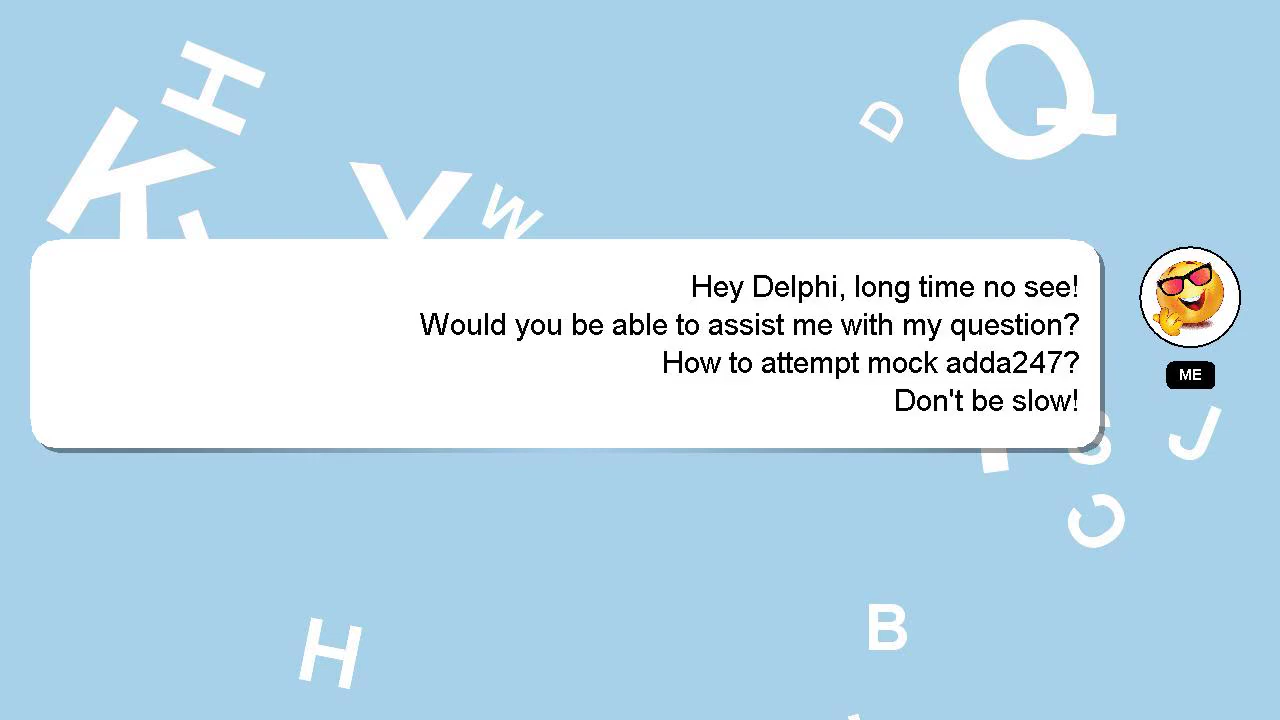 H
K
Y
W
D
Q
Hey Delphi, long time no see!
Would you be able to assist me with my question?
How to attempt mock adda247?
Don't be slow!
ME
S
J
C
H
B